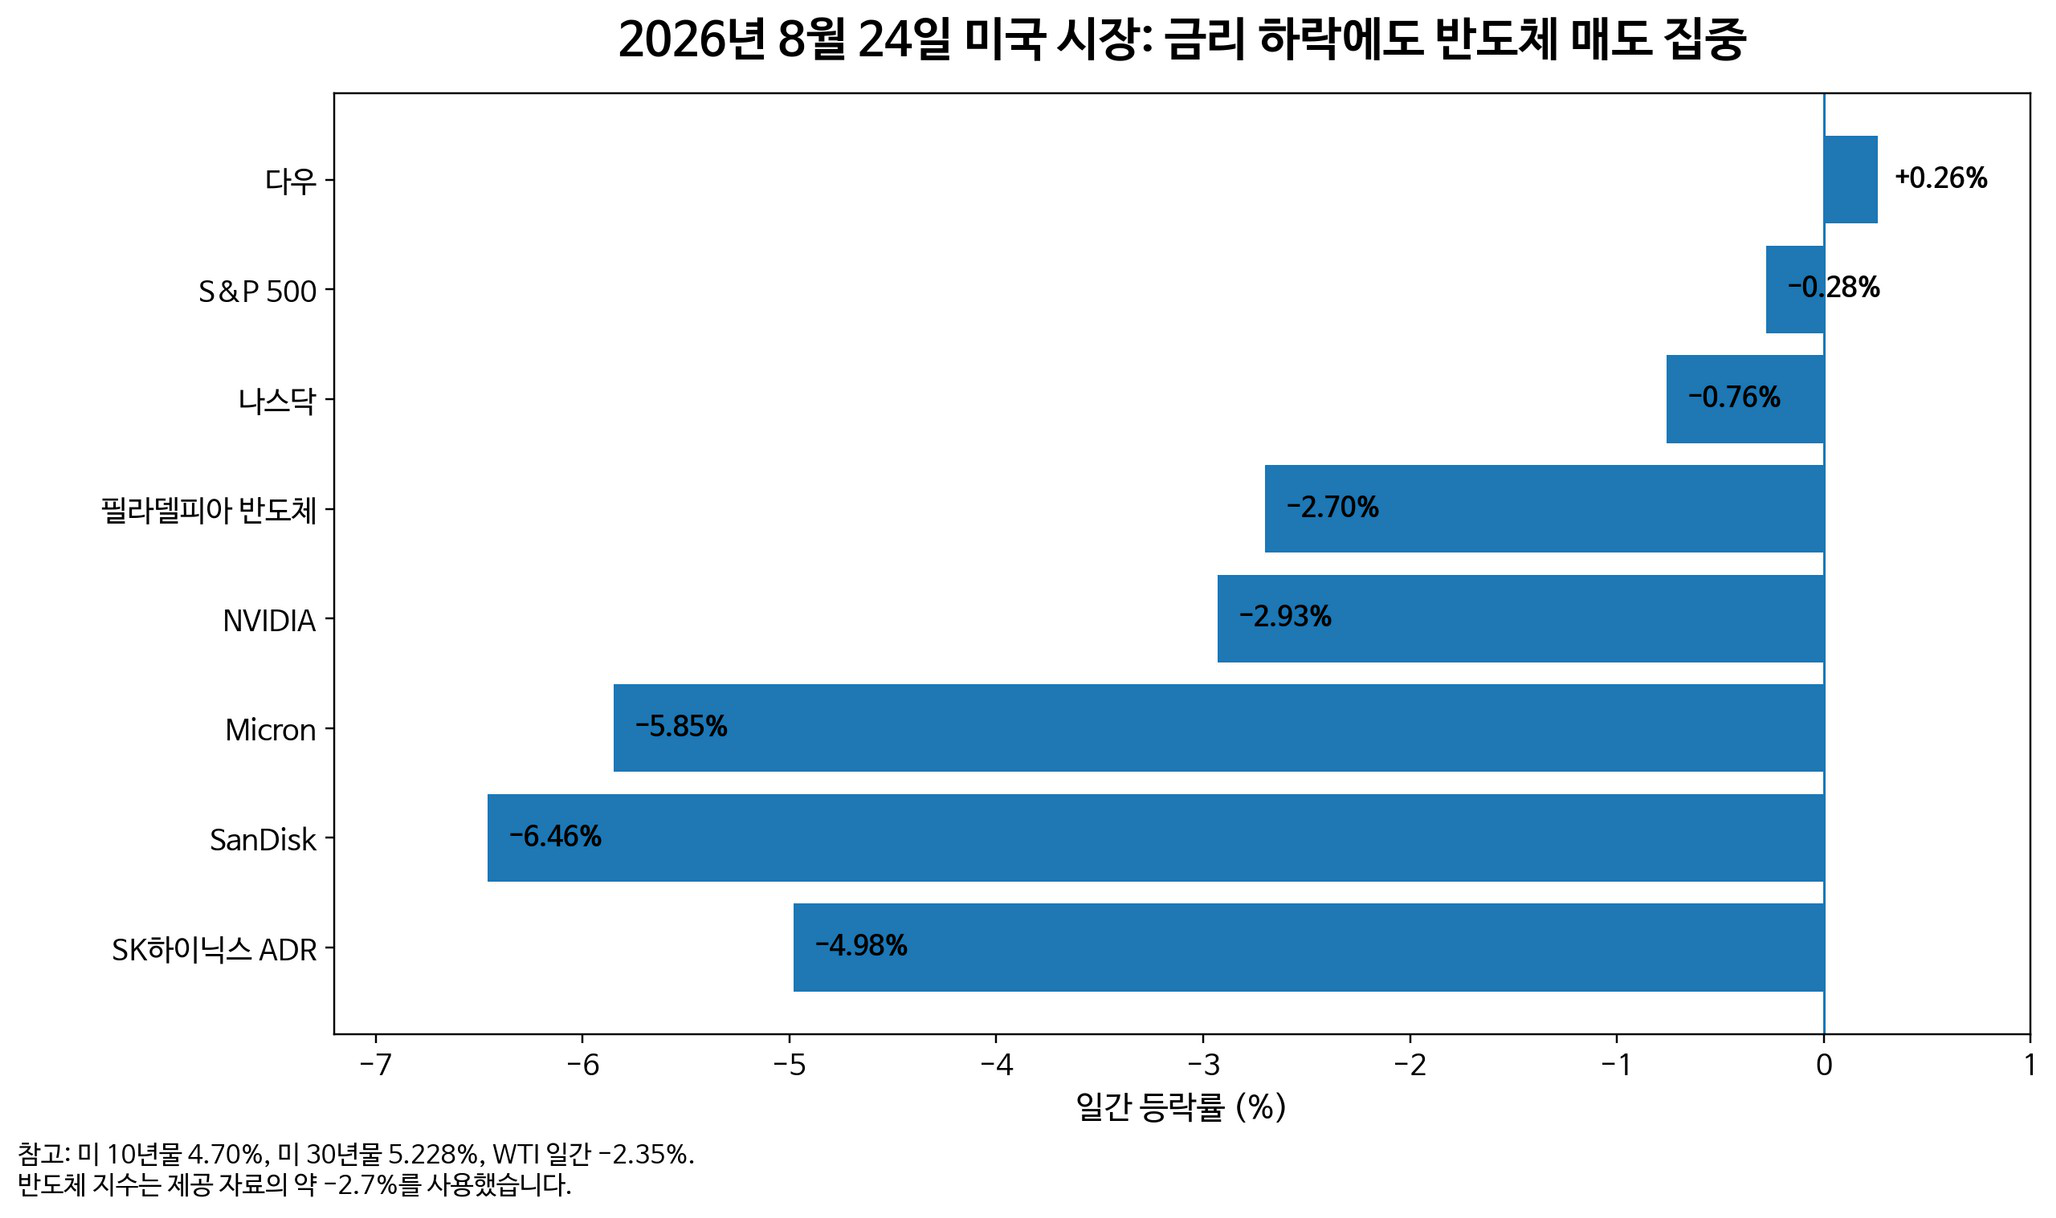 2026년 8월 24일 미국 시장: 금리 하락에도 반도체 매도 집중
다우
+0.26%
S&P 500
−0.28%
나스닥
−0.76%
필라델피아 반도체
−2.70%
NVIDIA
−2.93%
Micron
−5.85%
SanDisk
−6.46%
SK하이닉스 ADR
−4.98%
−7 −6 −5 −4 −3 −2 −1 0 1
일간 등락률 (%)
참고: 미 10년물 4.70%, 미 30년물 5.228%, WTI 일간 −2.35%.
반도체 지수는 제공 자료의 약 −2.7%를 사용했습니다.